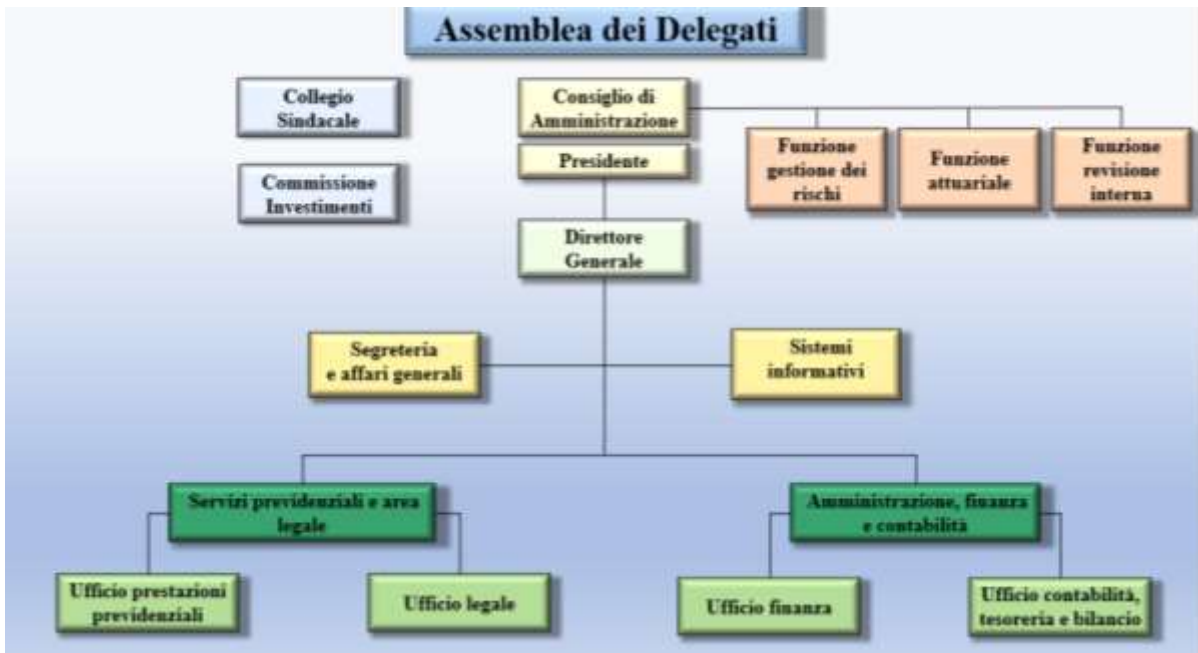 Assemblea dei Delegati
Collegio
Sindacale
Consiglio di
Amministrazione
Presidente
Funzione
gestione dei
rischi
Funzione
attuariale
Funzione
revisione
interna
Commissione
Investimenti
Direttore
Generale
Segreteria
e affari generali
Sistemi
informativi
Servizi previdenziali e area
legale
Amministrazione, finanza
e contabilità
Ufficio prestazioni
previdenziali
Ufficio legale
Ufficio finanza
Ufficio contabilità,
tesoreria e bilancio